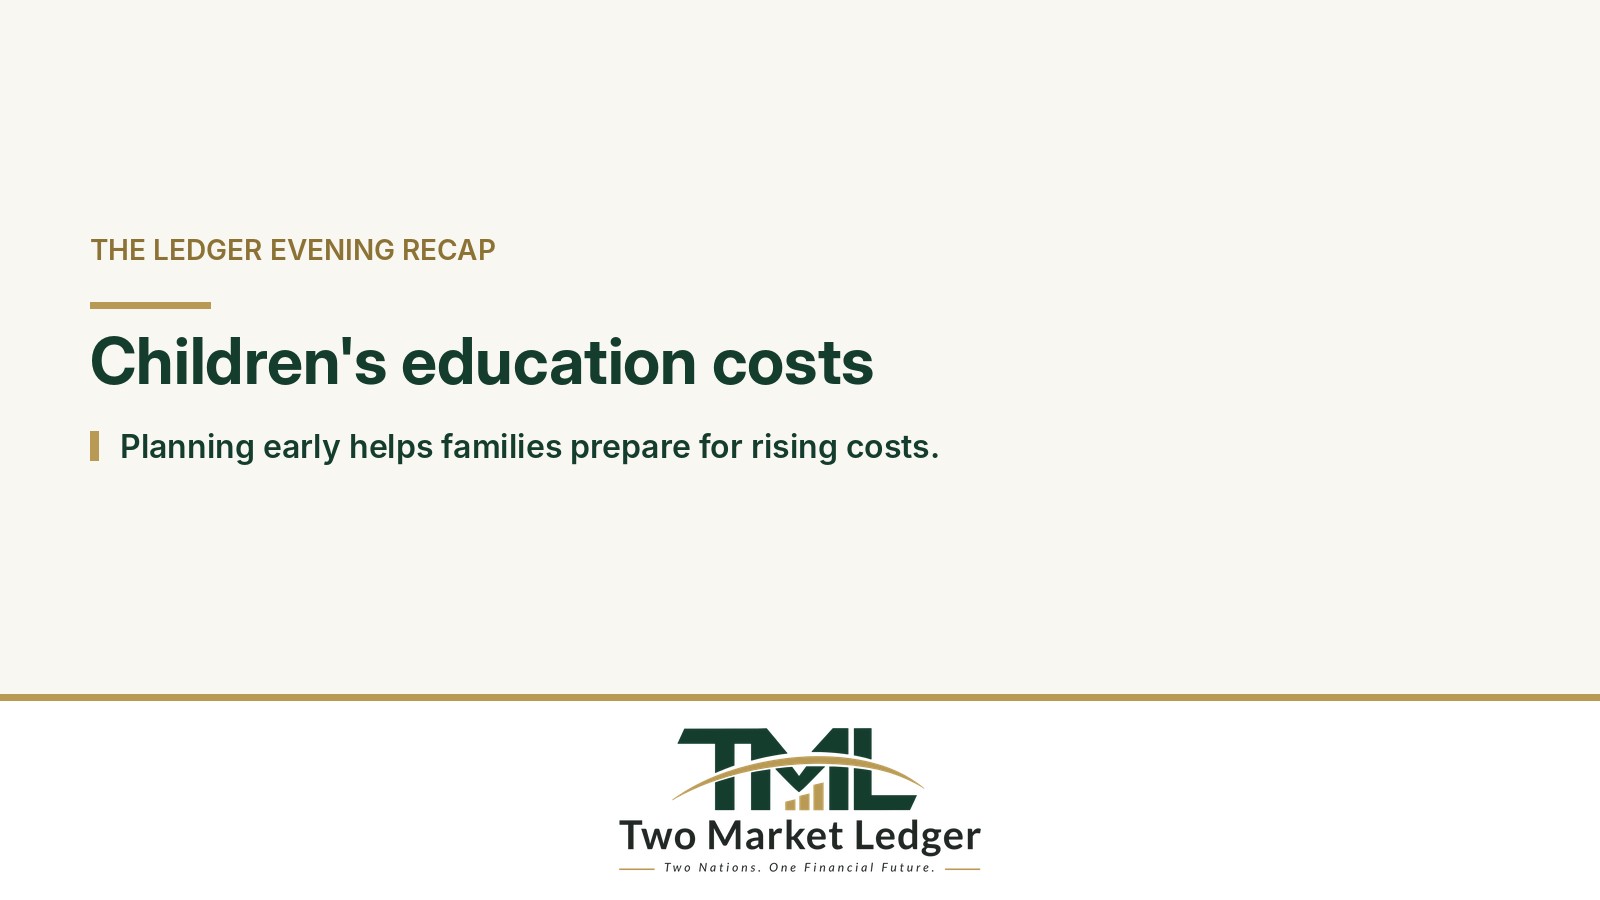 THE LEDGER EVENING RECAP
Children's education costs
Planning early helps families prepare for rising costs.
TML
Two Market Ledger
Two Nations. One Financial Future.